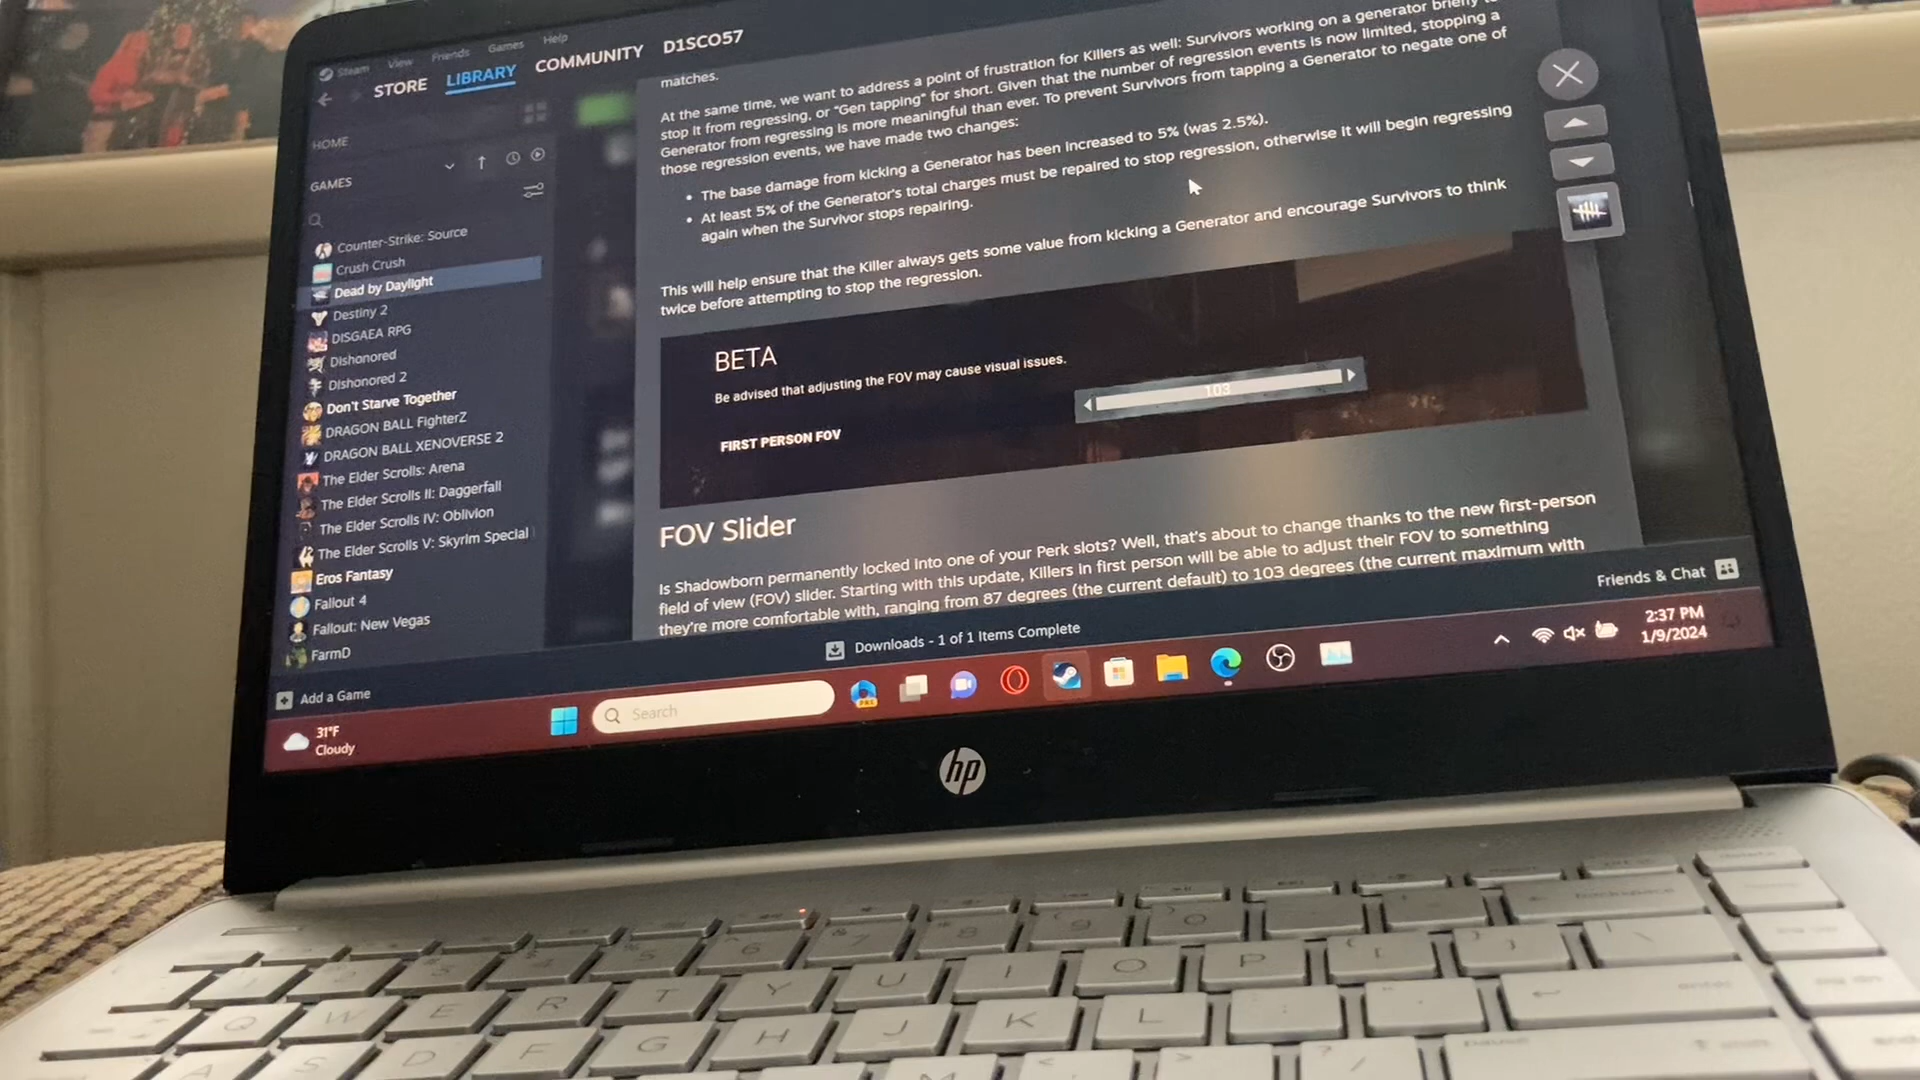 Steam View Friends Games Help
STORE LIBRARY COMMUNITY D1SCO57
HOME
GAMES
Counter-Strike: Source
Crush Crush
Dead by Daylight
Destiny 2
DISGAEA RPG
Dishonored
Dishonored 2
Don't Starve Together
DRAGON BALL FighterZ
DRAGON BALL XENOVERSE 2
The Elder Scrolls: Arena
The Elder Scrolls II: Daggerfall
The Elder Scrolls IV: Oblivion
The Elder Scrolls V: Skyrim Special
Eros Fantasy
Fallout 4
Fallout: New Vegas
FarmD
Add a Game
matches.
At the same time, we want to address a point of frustration for Killers as well: Survivors working on a generator briefly to
stop it from regressing, or "Gen tapping" for short. Given that the number of regression events is now limited, stopping a
Generator from regressing is more meaningful than ever. To prevent Survivors from tapping a Generator to negate one of
those regression events, we have made two changes:
• The base damage from kicking a Generator has been increased to 5% (was 2.5%).
• At least 5% of the Generator's total charges must be repaired to stop regression, otherwise it will begin regressing
again when the Survivor stops repairing.
This will help ensure that the Killer always gets some value from kicking a Generator and encourage Survivors to think
twice before attempting to stop the regression.
BETA
Be advised that adjusting the FOV may cause visual issues.
103
FIRST PERSON FOV
FOV Slider
Is Shadowborn permanently locked into one of your Perk slots? Well, that's about to change thanks to the new first-person
field of view (FOV) slider. Starting with this update, Killers in first person will be able to adjust their FOV to something
they're more comfortable with, ranging from 87 degrees (the current default) to 103 degrees (the current maximum with
Friends & Chat
Downloads - 1 of 1 Items Complete
31°F
Cloudy
Search
2:37 PM
1/9/2024
hp
6 7 8 9 0
Q W E R T Y U I O P
A S D F G H J K L